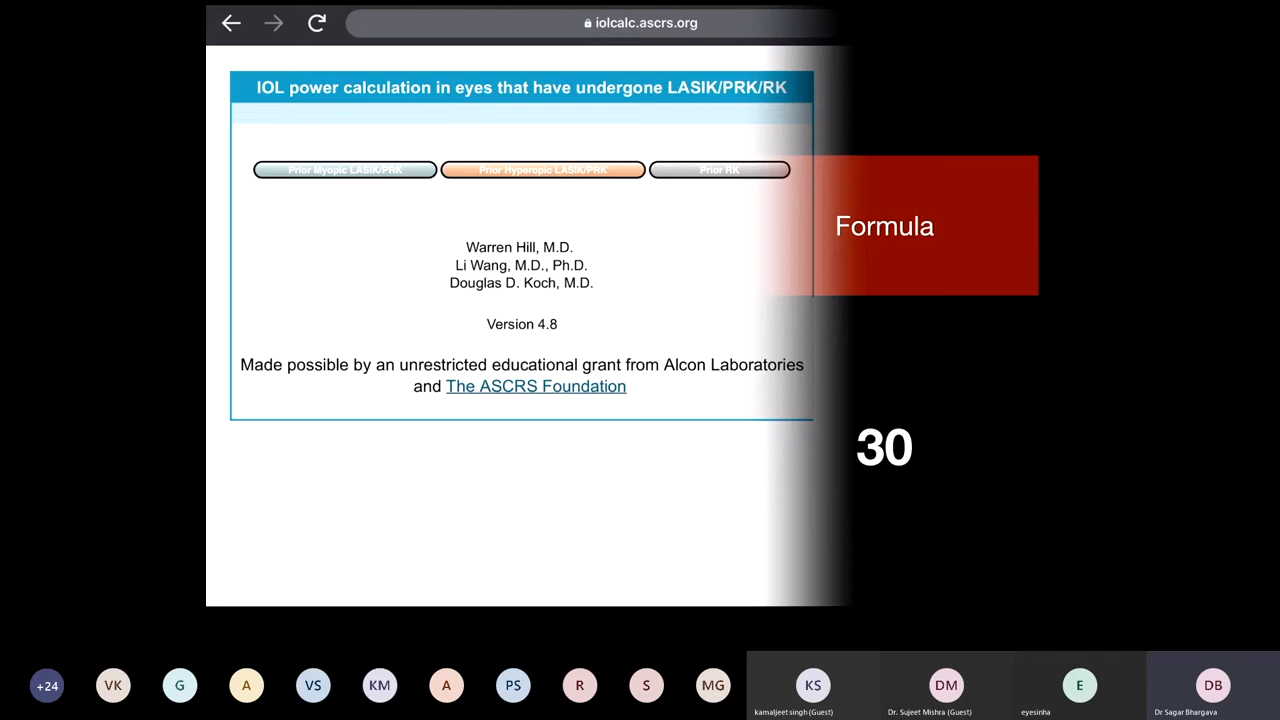 iolcalc.ascrs.org
IOL power calculation in eyes that have undergone LASIK/PRK/RK
Prior Myopic LASIK/PRK
Prior Hyperopic LASIK/PRK
Prior RK
Warren Hill, M.D.
Li Wang, M.D., Ph.D.
Douglas D. Koch, M.D.
Version 4.8
Made possible by an unrestricted educational grant from Alcon Laboratories
and The ASCRS Foundation
Formula
30
+24
VK
G
A
VS
KM
A
PS
R
S
MG
KS
kamaljeet singh (Guest)
DM
Dr. Sujeet Mishra (Guest)
E
eyesinha
DB
Dr Sagar Bhargava